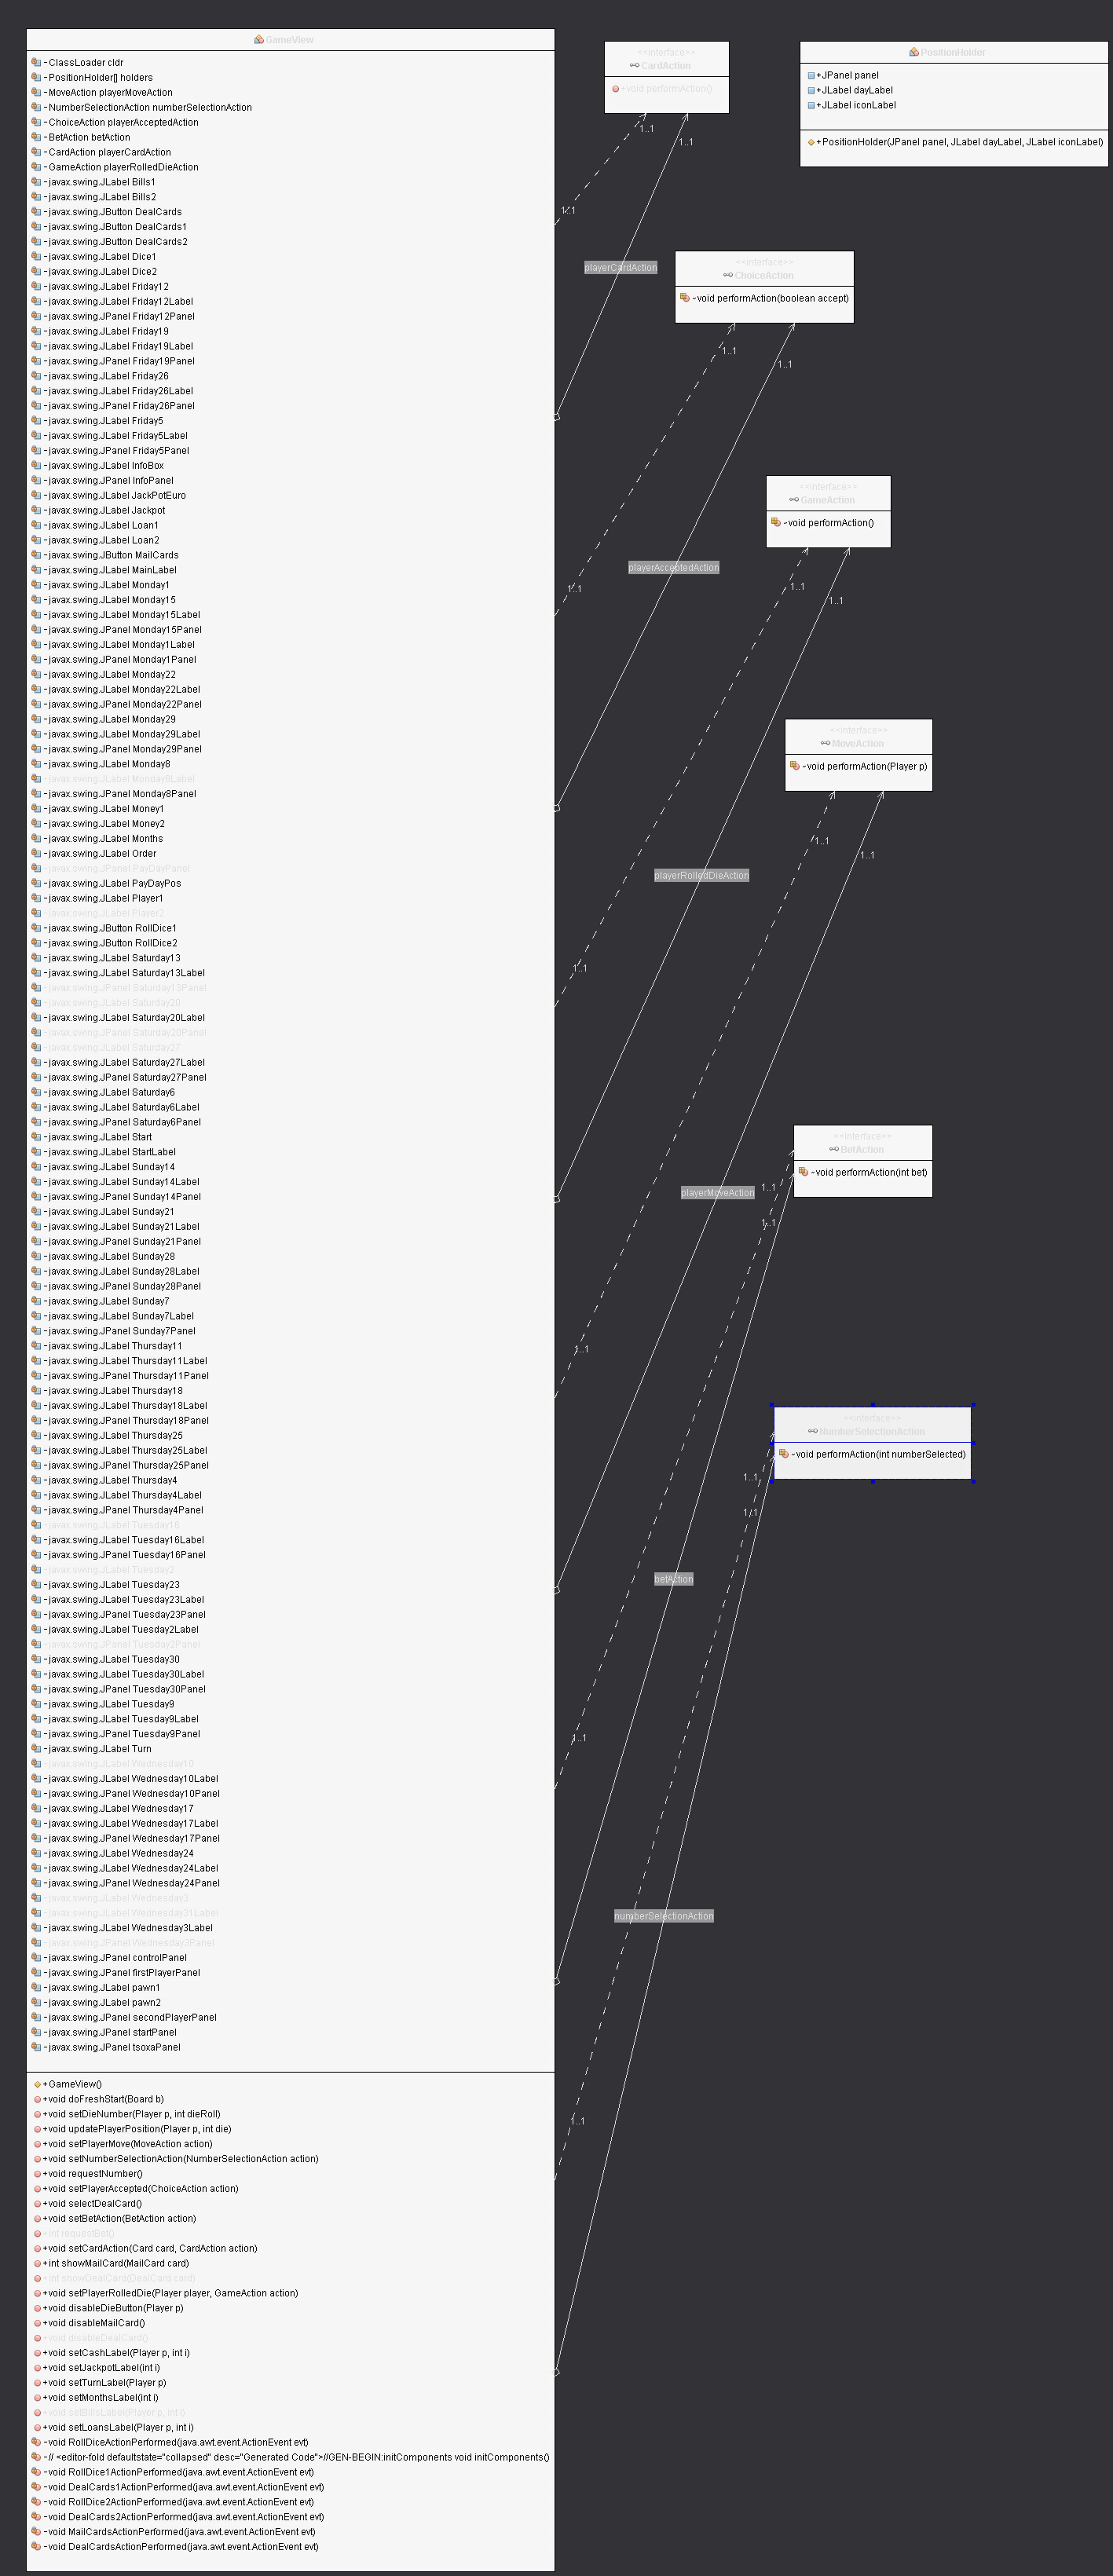 GameView
-ClassLoader cldr
-PositionHolder[] holders
-MoveAction playerMoveAction
-NumberSelectionAction numberSelectionAction
-ChoiceAction playerAcceptedAction
-BetAction betAction
-CardAction playerCardAction
-GameAction playerRolledDieAction
-javax.swing.JLabel Bills1
-javax.swing.JLabel Bills2
-javax.swing.JButton DealCards
-javax.swing.JButton DealCards1
-javax.swing.JButton DealCards2
-javax.swing.JLabel Dice1
-javax.swing.JLabel Dice2
-javax.swing.JLabel Friday12
-javax.swing.JLabel Friday12Label
-javax.swing.JPanel Friday12Panel
-javax.swing.JLabel Friday19
-javax.swing.JLabel Friday19Label
-javax.swing.JPanel Friday19Panel
-javax.swing.JLabel Friday26
-javax.swing.JLabel Friday26Label
-javax.swing.JPanel Friday26Panel
-javax.swing.JLabel Friday5
-javax.swing.JLabel Friday5Label
-javax.swing.JPanel Friday5Panel
-javax.swing.JLabel InfoBox
-javax.swing.JPanel InfoPanel
-javax.swing.JLabel JackPotEuro
-javax.swing.JLabel Jackpot
-javax.swing.JLabel Loan1
-javax.swing.JLabel Loan2
-javax.swing.JButton MailCards
-javax.swing.JLabel MainLabel
-javax.swing.JLabel Monday1
-javax.swing.JLabel Monday15
-javax.swing.JLabel Monday15Label
-javax.swing.JPanel Monday15Panel
-javax.swing.JLabel Monday1Label
-javax.swing.JPanel Monday1Panel
-javax.swing.JLabel Monday22
-javax.swing.JLabel Monday22Label
-javax.swing.JPanel Monday22Panel
-javax.swing.JLabel Monday29
-javax.swing.JLabel Monday29Label
-javax.swing.JPanel Monday29Panel
-javax.swing.JLabel Monday8
-javax.swing.JLabel Monday8Label
-javax.swing.JPanel Monday8Panel
-javax.swing.JLabel Money1
-javax.swing.JLabel Money2
-javax.swing.JLabel Months
-javax.swing.JLabel Order
-javax.swing.JPanel PayDayPanel
-javax.swing.JLabel PayDayPos
-javax.swing.JLabel Player1
-javax.swing.JLabel Player2
-javax.swing.JButton RollDice1
-javax.swing.JButton RollDice2
-javax.swing.JLabel Saturday13
-javax.swing.JLabel Saturday13Label
-javax.swing.JPanel Saturday13Panel
-javax.swing.JLabel Saturday20
-javax.swing.JLabel Saturday20Label
-javax.swing.JPanel Saturday20Panel
-javax.swing.JLabel Saturday27
-javax.swing.JLabel Saturday27Label
-javax.swing.JPanel Saturday27Panel
-javax.swing.JLabel Saturday6
-javax.swing.JLabel Saturday6Label
-javax.swing.JPanel Saturday6Panel
-javax.swing.JLabel Start
-javax.swing.JLabel StartLabel
-javax.swing.JLabel Sunday14
-javax.swing.JLabel Sunday14Label
-javax.swing.JPanel Sunday14Panel
-javax.swing.JLabel Sunday21
-javax.swing.JLabel Sunday21Label
-javax.swing.JPanel Sunday21Panel
-javax.swing.JLabel Sunday28
-javax.swing.JLabel Sunday28Label
-javax.swing.JPanel Sunday28Panel
-javax.swing.JLabel Sunday7
-javax.swing.JLabel Sunday7Label
-javax.swing.JPanel Sunday7Panel
-javax.swing.JLabel Thursday11
-javax.swing.JLabel Thursday11Label
-javax.swing.JPanel Thursday11Panel
-javax.swing.JLabel Thursday18
-javax.swing.JLabel Thursday18Label
-javax.swing.JPanel Thursday18Panel
-javax.swing.JLabel Thursday25
-javax.swing.JLabel Thursday25Label
-javax.swing.JPanel Thursday25Panel
-javax.swing.JLabel Thursday4
-javax.swing.JLabel Thursday4Label
-javax.swing.JPanel Thursday4Panel
-javax.swing.JLabel Tuesday16
-javax.swing.JLabel Tuesday16Label
-javax.swing.JPanel Tuesday16Panel
-javax.swing.JLabel Tuesday2
-javax.swing.JLabel Tuesday23
-javax.swing.JLabel Tuesday23Label
-javax.swing.JPanel Tuesday23Panel
-javax.swing.JLabel Tuesday2Label
-javax.swing.JPanel Tuesday2Panel
-javax.swing.JLabel Tuesday30
-javax.swing.JLabel Tuesday30Label
-javax.swing.JPanel Tuesday30Panel
-javax.swing.JLabel Tuesday9
-javax.swing.JLabel Tuesday9Label
-javax.swing.JPanel Tuesday9Panel
-javax.swing.JLabel Turn
-javax.swing.JLabel Wednesday10
-javax.swing.JLabel Wednesday10Label
-javax.swing.JPanel Wednesday10Panel
-javax.swing.JLabel Wednesday17
-javax.swing.JLabel Wednesday17Label
-javax.swing.JPanel Wednesday17Panel
-javax.swing.JLabel Wednesday24
-javax.swing.JLabel Wednesday24Label
-javax.swing.JPanel Wednesday24Panel
-javax.swing.JLabel Wednesday3
-javax.swing.JLabel Wednesday31Label
-javax.swing.JLabel Wednesday3Label
-javax.swing.JPanel Wednesday3Panel
-javax.swing.JPanel controlPanel
-javax.swing.JPanel firstPlayerPanel
-javax.swing.JLabel pawn1
-javax.swing.JLabel pawn2
-javax.swing.JPanel secondPlayerPanel
-javax.swing.JPanel startPanel
-javax.swing.JPanel tsoxaPanel
+GameView()
+void doFreshStart(Board b)
+void setDieNumber(Player p, int dieRoll)
+void updatePlayerPosition(Player p, int die)
+void setPlayerMove(MoveAction action)
+void setNumberSelectionAction(NumberSelectionAction action)
+void requestNumber()
+void setPlayerAccepted(ChoiceAction action)
+void selectDealCard()
+void setBetAction(BetAction action)
+int requestBet()
+void setCardAction(Card card, CardAction action)
+int showMailCard(MailCard card)
+int showDealCard(DealCard card)
+void setPlayerRolledDie(Player player, GameAction action)
+void disableDieButton(Player p)
+void disableMailCard()
+void disableDealCard()
+void setCashLabel(Player p, int i)
+void setJackpotLabel(int i)
+void setTurnLabel(Player p)
+void setMonthsLabel(int i)
+void setBillsLabel(Player p, int i)
+void setLoansLabel(Player p, int i)
-void RollDiceActionPerformed(java.awt.event.ActionEvent evt)
-// <editor-fold defaultstate="collapsed" desc="Generated Code">//GEN-BEGIN:initComponents void initComponents()
-void RollDice1ActionPerformed(java.awt.event.ActionEvent evt)
-void DealCards1ActionPerformed(java.awt.event.ActionEvent evt)
-void RollDice2ActionPerformed(java.awt.event.ActionEvent evt)
-void DealCards2ActionPerformed(java.awt.event.ActionEvent evt)
-void MailCardsActionPerformed(java.awt.event.ActionEvent evt)
-void DealCardsActionPerformed(java.awt.event.ActionEvent evt)
<<interface>>
CardAction
+void performAction()
1..1
1..1
1..1
playerCardAction
PositionHolder
+JPanel panel
+JLabel dayLabel
+JLabel iconLabel
+PositionHolder(JPanel panel, JLabel dayLabel, JLabel iconLabel)
<<interface>>
ChoiceAction
~void performAction(boolean accept)
1..1
1..1
playerAcceptedAction
1..1
<<interface>>
GameAction
~void performAction()
1..1
1..1
playerRolledDieAction
1..1
<<interface>>
MoveAction
~void performAction(Player p)
1..1
1..1
playerMoveAction
1..1
<<interface>>
BetAction
~void performAction(int bet)
1..1
1..1
betAction
1..1
<<interface>>
NumberSelectionAction
~void performAction(int numberSelected)
1..1
1..1
numberSelectionAction
1..1